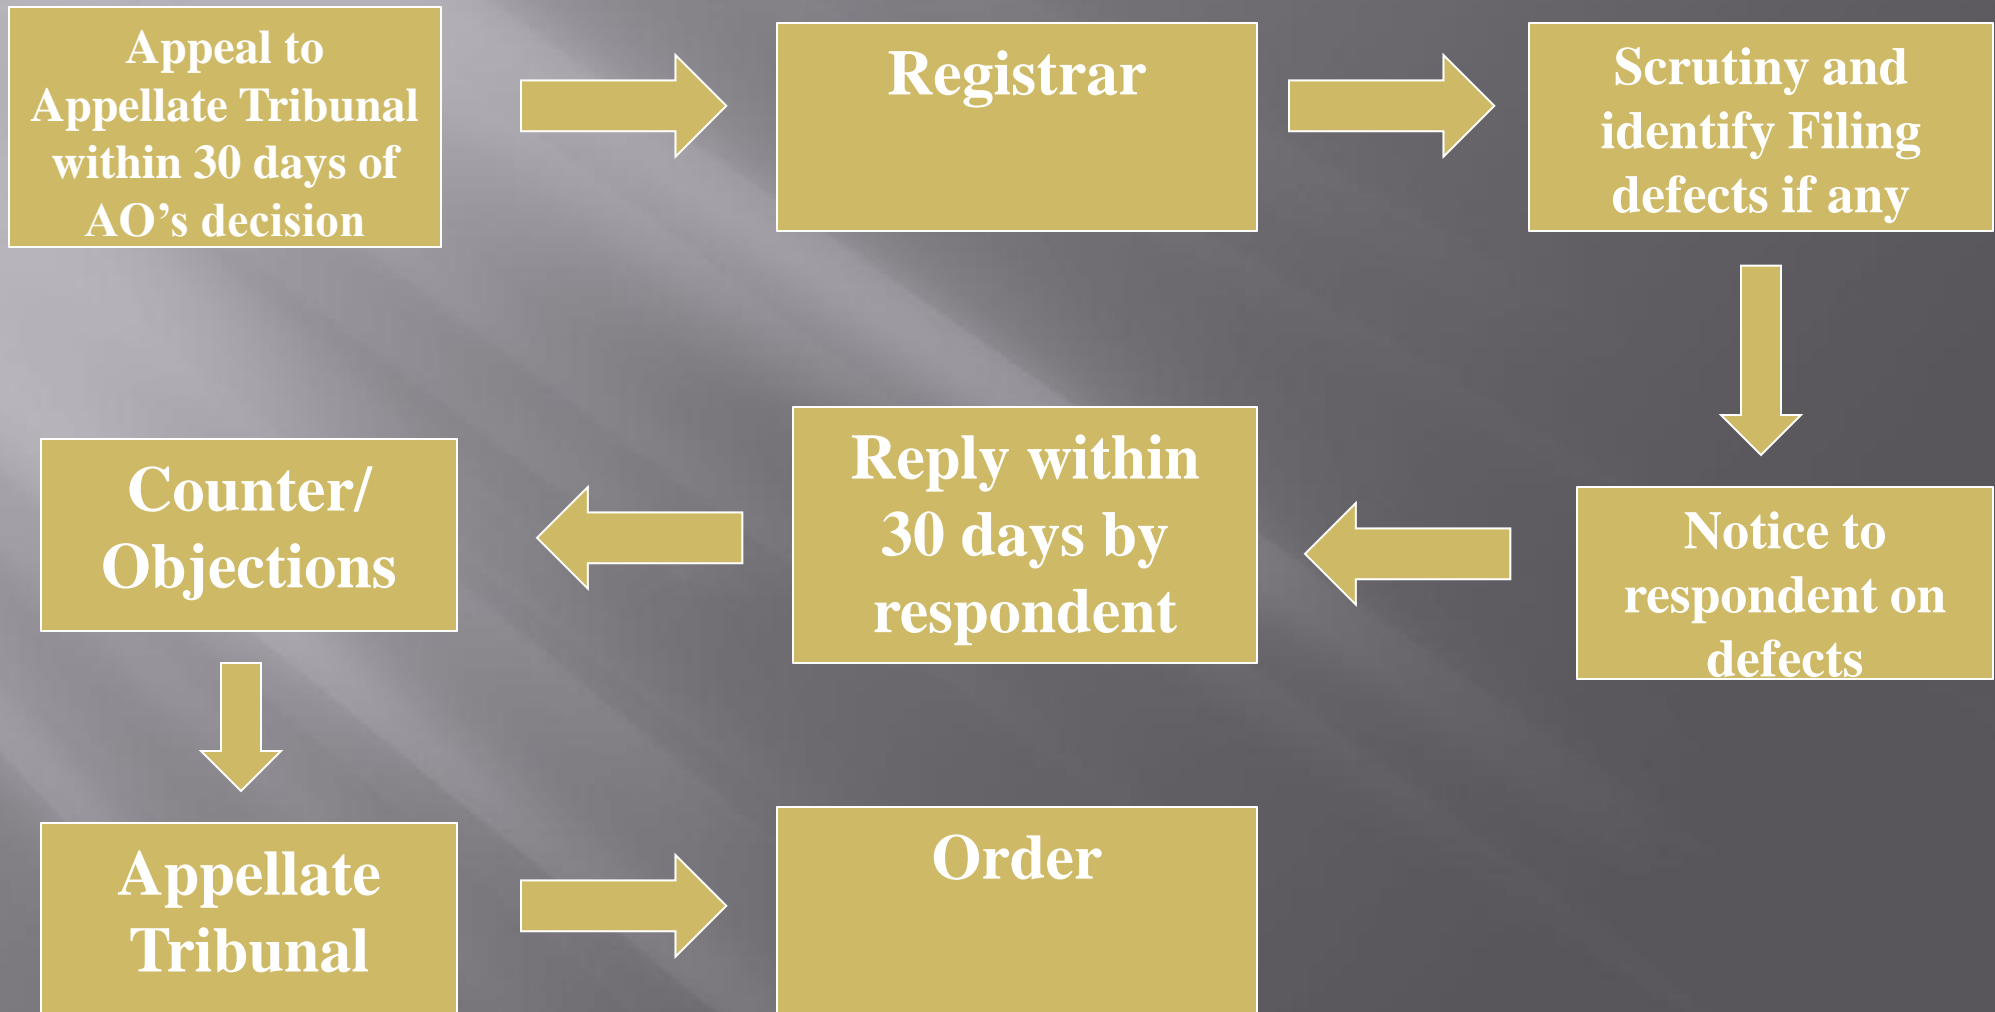 Appeal to
Appellate Tribunal
within 30 days of
AO’s decision
Registrar
Scrutiny and
identify Filing
defects if any
Notice to
respondent on
defects
Reply within
30 days by
respondent
Counter/
Objections
Appellate
Tribunal
Order